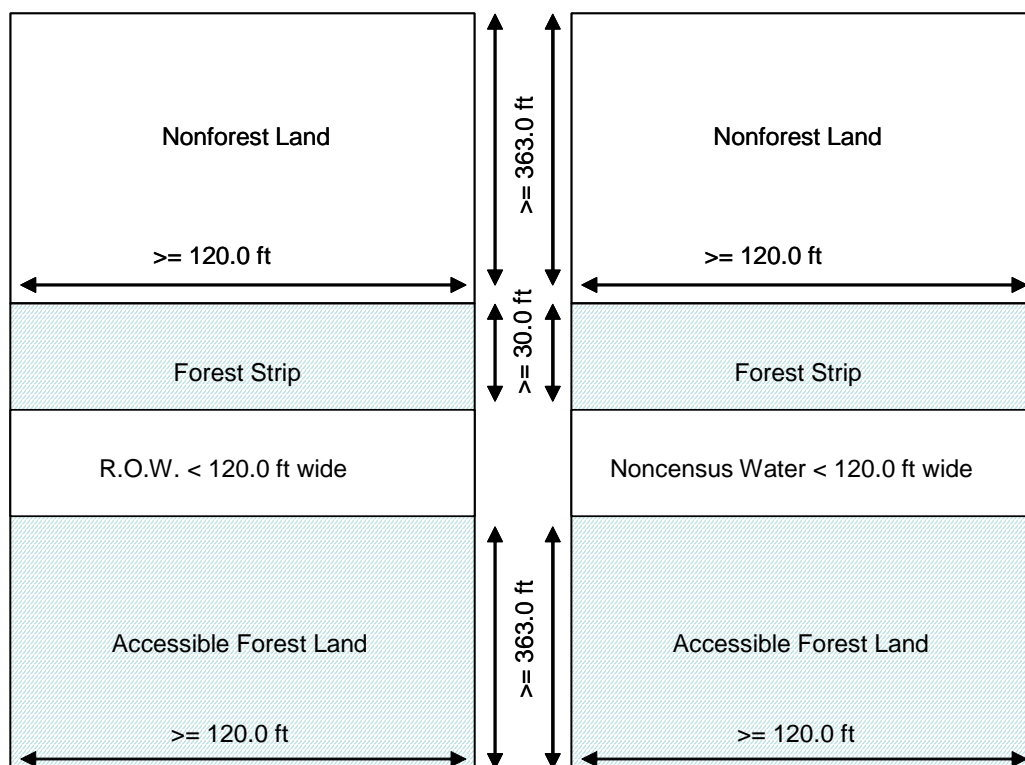 Nonforest Land
>= 120.0 ft
Forest Strip
R.O.W. < 120.0 ft wide
Accessible Forest Land
>= 120.0 ft
>= 363.0 ft
>= 30.0 ft
>= 363.0 ft
Nonforest Land
>= 120.0 ft
Forest Strip
Noncensus Water < 120.0 ft wide
Accessible Forest Land
>= 120.0 ft